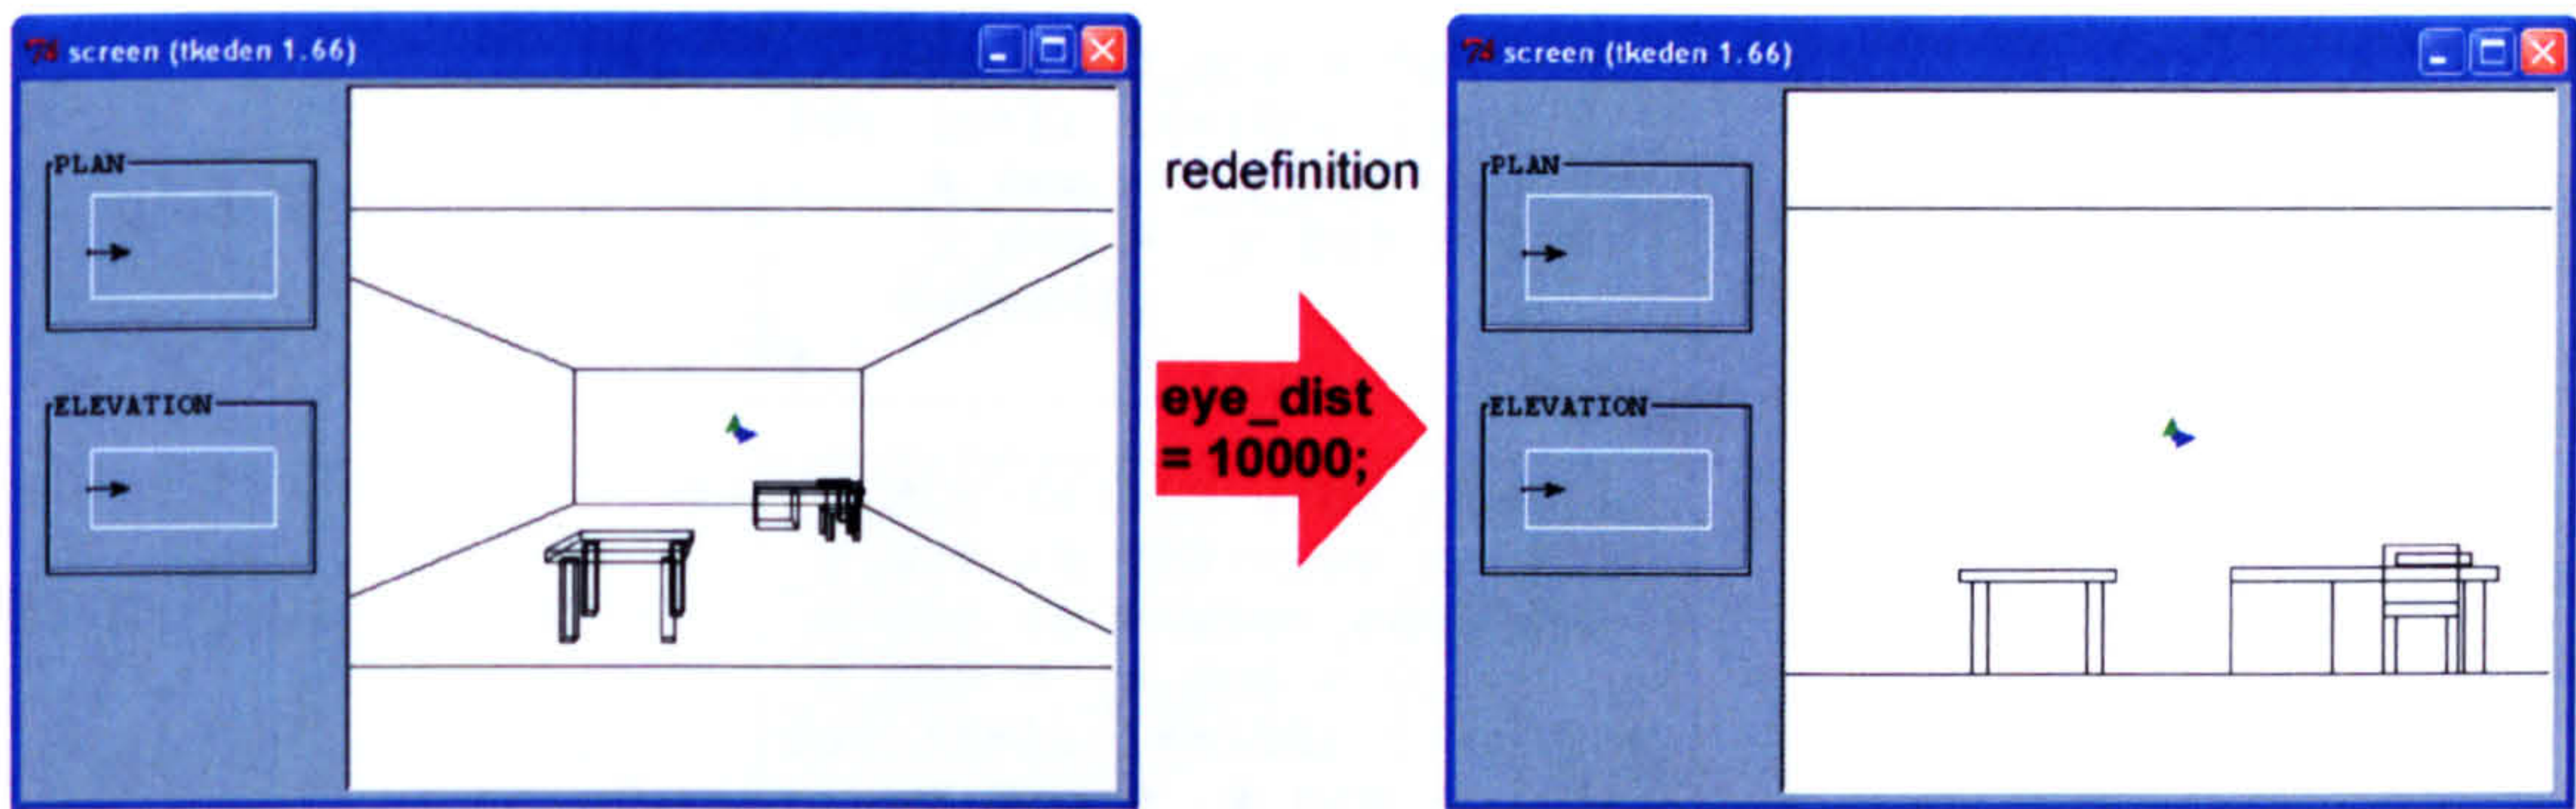 screen (tkeden 1.66)
PLAN
ELEVATION
redefinition
eye_dist
= 10000;
screen (tkeden 1.66)
PLAN
ELEVATION